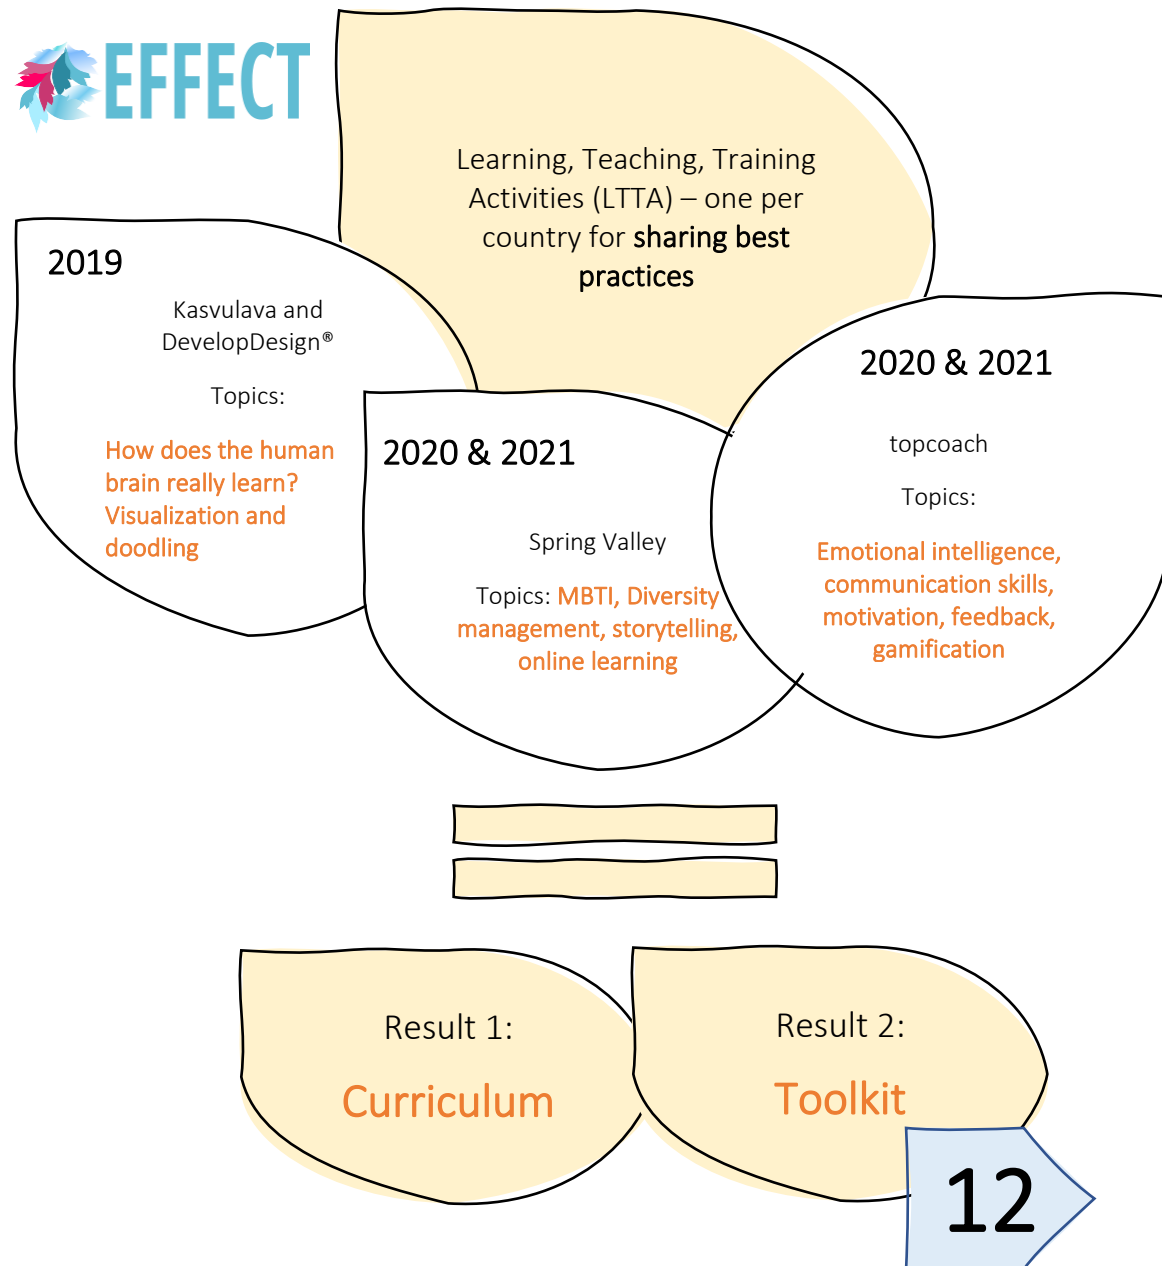 EFFECT
Learning, Teaching, Training
Activities (LTTA) – one per
country for sharing best
practices
2019
Kasvulava and
DevelopDesign®
Topics:
How does the human
brain really learn?
Visualization and
doodling
2020 & 2021
Spring Valley
Topics: MBTI, Diversity
management, storytelling,
online learning
2020 & 2021
topcoach
Topics:
Emotional intelligence,
communication skills,
motivation, feedback,
gamification
Result 1:
Curriculum
Result 2:
Toolkit
12